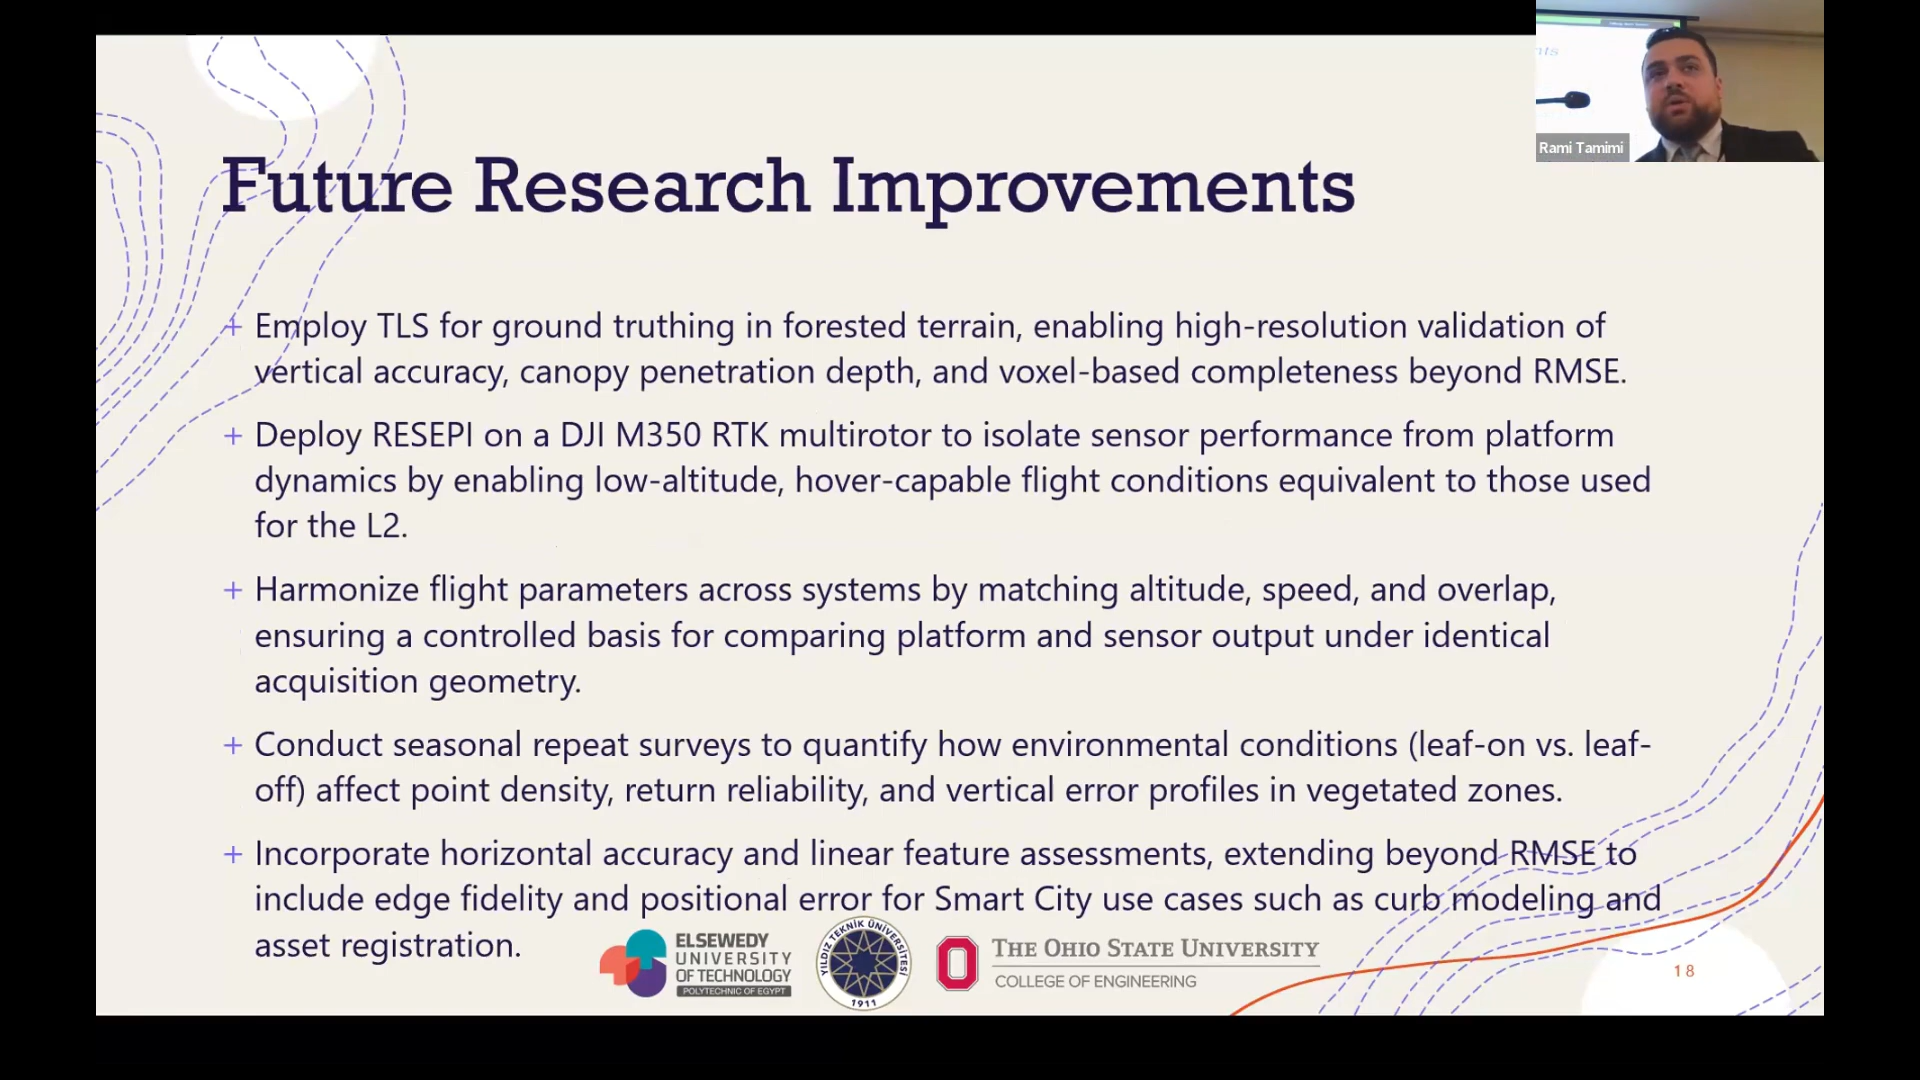 Future Research Improvements
Rami Tamimi
+ Employ TLS for ground truthing in forested terrain, enabling high-resolution validation of
vertical accuracy, canopy penetration depth, and voxel-based completeness beyond RMSE.
+ Deploy RESEPI on a DJI M350 RTK multirotor to isolate sensor performance from platform
dynamics by enabling low-altitude, hover-capable flight conditions equivalent to those used
for the L2.
+ Harmonize flight parameters across systems by matching altitude, speed, and overlap,
ensuring a controlled basis for comparing platform and sensor output under identical
acquisition geometry.
+ Conduct seasonal repeat surveys to quantify how environmental conditions (leaf-on vs. leaf-
off) affect point density, return reliability, and vertical error profiles in vegetated zones.
+ Incorporate horizontal accuracy and linear feature assessments, extending beyond RMSE to
include edge fidelity and positional error for Smart City use cases such as curb modeling and
asset registration.
ELSEWEDY
UNIVERSITY
OF TECHNOLOGY
POLYTECHNIC OF EGYPT
YILDIZ TEKNİK ÜNİVERSİTESİ
1911
THE OHIO STATE UNIVERSITY
COLLEGE OF ENGINEERING
18